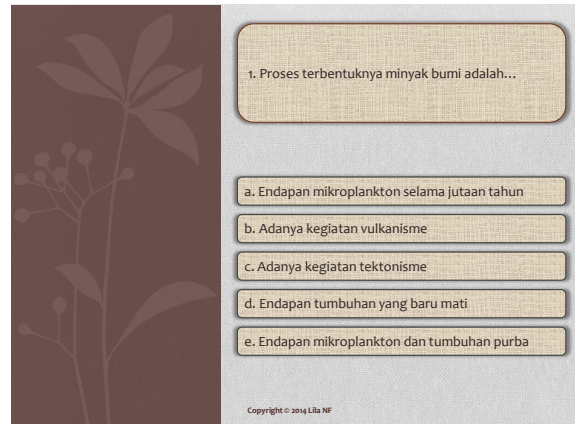 1. Proses terbentuknya minyak bumi adalah...
a. Endapan mikroplankton selama jutaan tahun
b. Adanya kegiatan vulkanisme
c. Adanya kegiatan tektonisme
d. Endapan tumbuhan yang baru mati
e. Endapan mikroplankton dan tumbuhan purba
Copyright © 2014 Lila NF